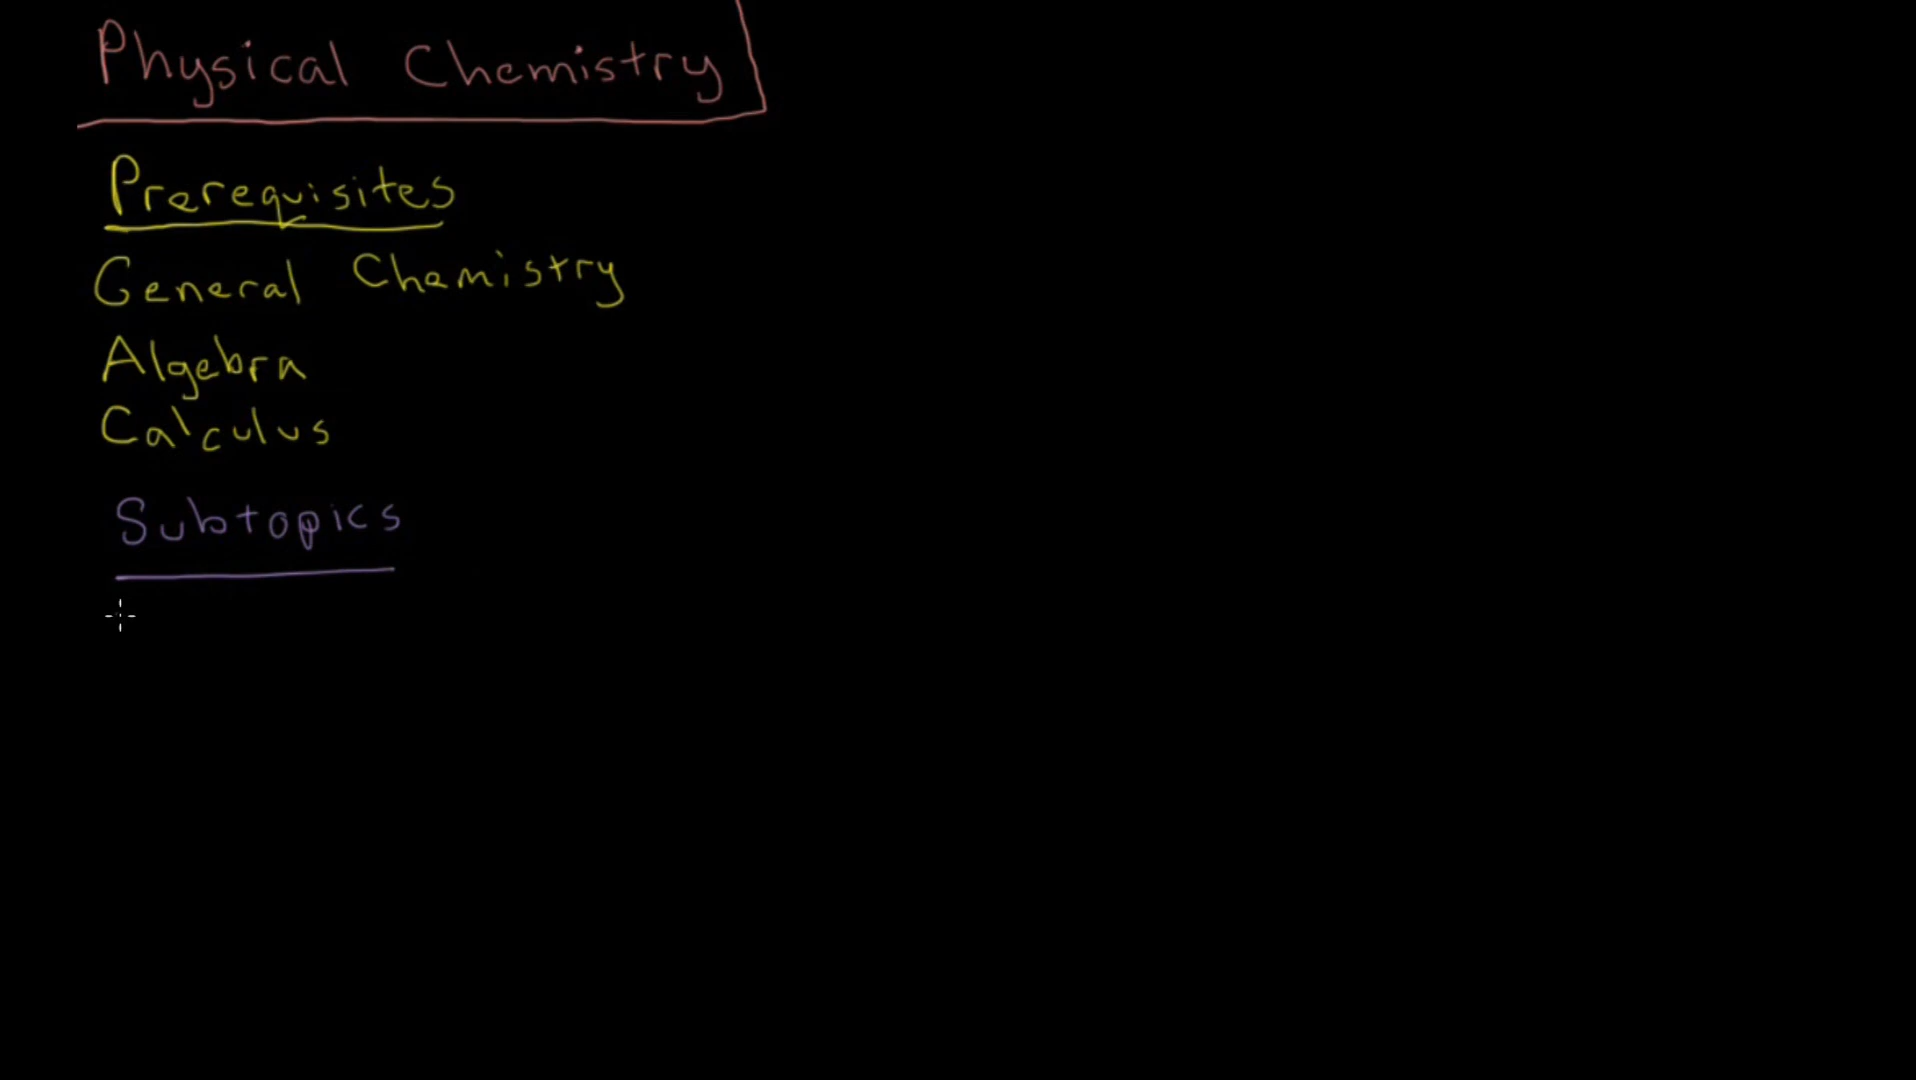 Physical Chemistry
Prerequisites
General Chemistry
Algebra
Calculus
Subtopics